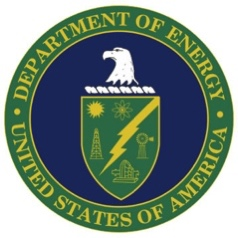 DEPARTMENT OF ENERGY
UNITED STATES OF AMERICA